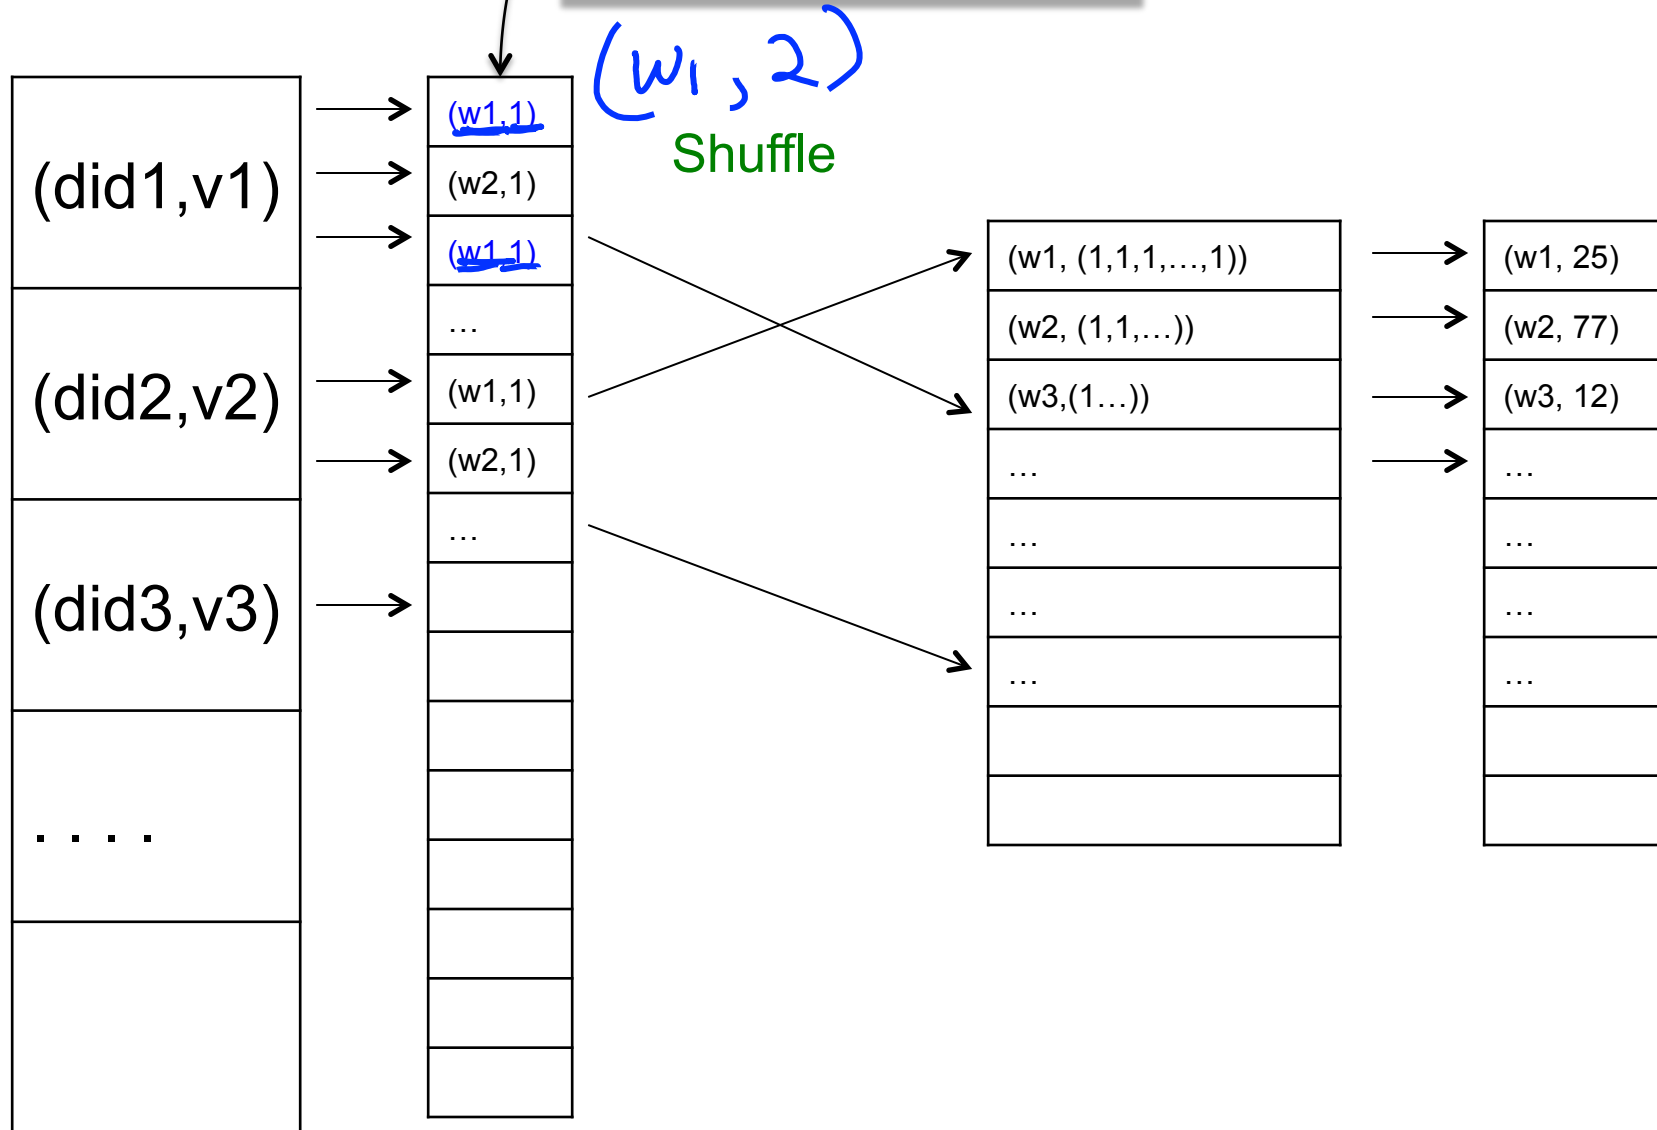 (w1,2)
Shuffle
(did1,v1)
(did2,v2)
(did3,v3)
. . . .
(w1,1)
(w2,1)
(w1,1)
…
(w1,1)
(w2,1)
…
(w1, (1,1,1,…,1))
(w2, (1,1,…))
(w3,(1…))
…
…
…
…
(w1, 25)
(w2, 77)
(w3, 12)
…
…
…
…